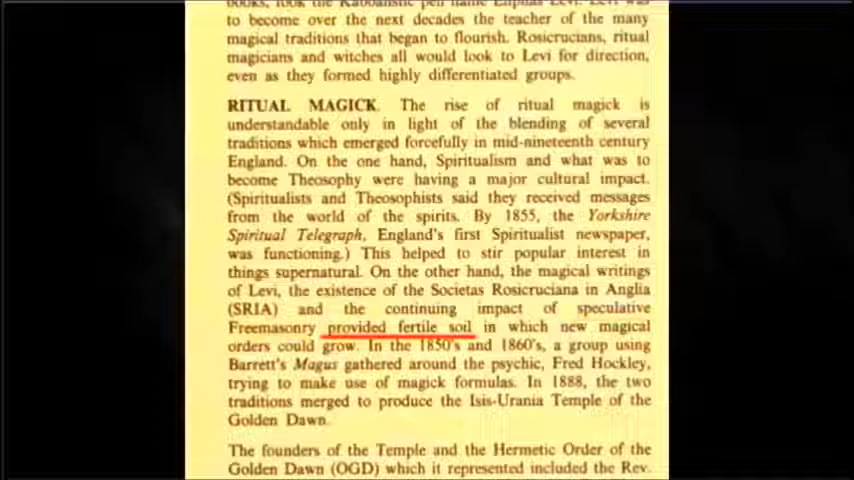 books, took the Kabbalistic pen name Eliphas Levi. Levi was
to become over the next decades the teacher of the many
magical traditions that began to flourish. Rosicrucians, ritual
magicians and witches all would look to Levi for direction,
even as they formed highly differentiated groups.
RITUAL MAGICK. The rise of ritual magick is
understandable only in light of the blending of several
traditions which emerged forcefully in mid-nineteenth century
England. On the one hand, Spiritualism and what was to
become Theosophy were having a major cultural impact.
(Spiritualists and Theosophists said they received messages
from the world of the spirits. By 1855, the Yorkshire
Spiritual Telegraph, England's first Spiritualist newspaper,
was functioning.) This helped to stir popular interest in
things supernatural. On the other hand, the magical writings
of Levi, the existence of the Societas Rosicruciana in Anglia
(SRIA) and the continuing impact of speculative
Freemasonry provided fertile soil in which new magical
orders could grow. In the 1850's and 1860's, a group using
Barrett's Magus gathered around the psychic, Fred Hockley,
trying to make use of magick formulas. In 1888, the two
traditions merged to produce the Isis-Urania Temple of the
Golden Dawn.
The founders of the Temple and the Hermetic Order of the
Golden Dawn (OGD) which it represented included the Rev.